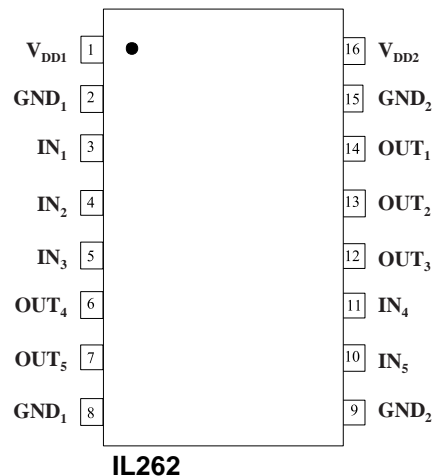 V_DD1 1 16 V_DD2
GND_1 2 15 GND_2
IN_1 3 14 OUT_1
IN_2 4 13 OUT_2
IN_3 5 12 OUT_3
OUT_4 6 11 IN_4
OUT_5 7 10 IN_5
GND_1 8 9 GND_2
IL262